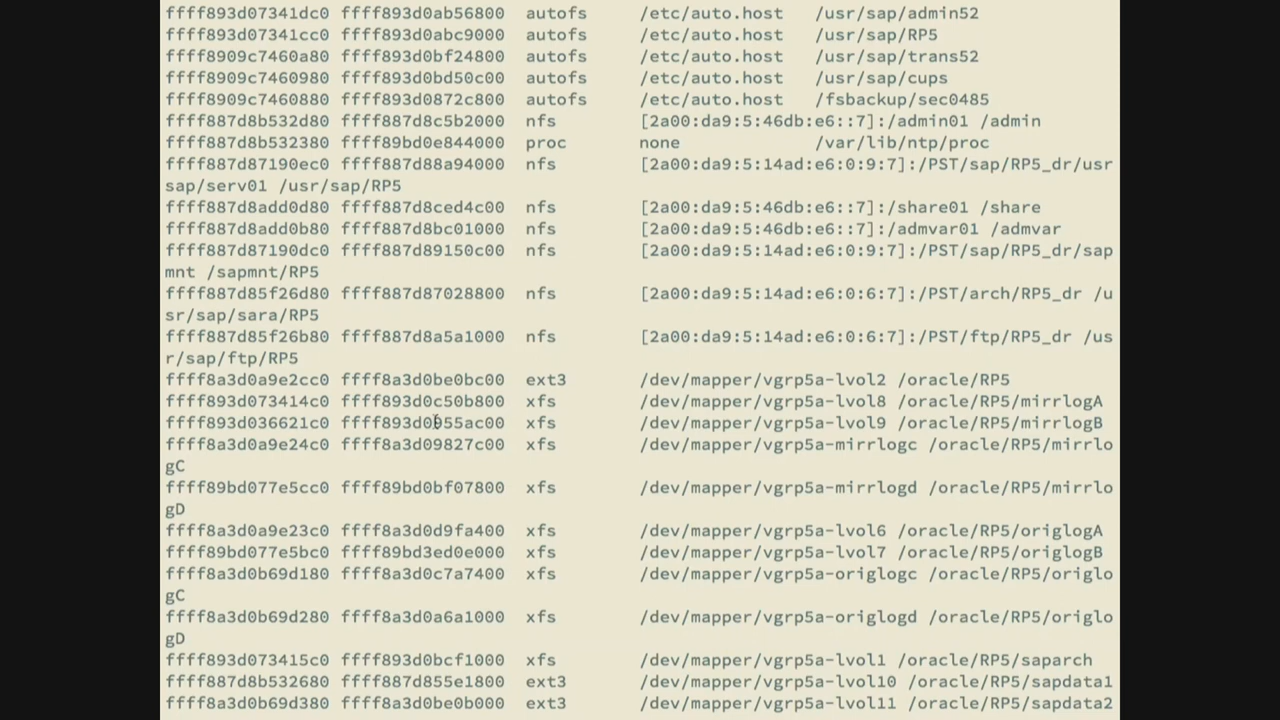 ffff893d07341dc0 ffff893d0ab56800  autofs     /etc/auto.host   /usr/sap/admin52
ffff893d07341cc0 ffff893d0abc9000  autofs     /etc/auto.host   /usr/sap/RP5
ffff8909c7460a80 ffff893d0bf24800  autofs     /etc/auto.host   /usr/sap/trans52
ffff8909c7460980 ffff893d0bd50c00  autofs     /etc/auto.host   /usr/sap/cups
ffff8909c7460880 ffff893d0872c800  autofs     /etc/auto.host   /fsbackup/sec0485
ffff887d8b532d80 ffff887d8c5b2000  nfs        [2a00:da9:5:46db:e6::7]:/admin01 /admin
ffff887d8b532380 ffff89bd0e844000  proc       none             /var/lib/ntp/proc
ffff887d87190ec0 ffff887d88a94000  nfs        [2a00:da9:5:14ad:e6:0:9:7]:/PST/sap/RP5_dr/usr
sap/serv01 /usr/sap/RP5
ffff887d8add0d80 ffff887d8ced4c00  nfs        [2a00:da9:5:46db:e6::7]:/share01 /share
ffff887d8add0b80 ffff887d8bc01000  nfs        [2a00:da9:5:46db:e6::7]:/admvar01 /admvar
ffff887d87190dc0 ffff887d89150c00  nfs        [2a00:da9:5:14ad:e6:0:9:7]:/PST/sap/RP5_dr/sap
mnt /sapmnt/RP5
ffff887d85f26d80 ffff887d87028800  nfs        [2a00:da9:5:14ad:e6:0:6:7]:/PST/arch/RP5_dr /u
sr/sap/sara/RP5
ffff887d85f26b80 ffff887d8a5a1000  nfs        [2a00:da9:5:14ad:e6:0:6:7]:/PST/ftp/RP5_dr /us
r/sap/ftp/RP5
ffff8a3d0a9e2cc0 ffff8a3d0be0bc00  ext3       /dev/mapper/vgrp5a-lvol2 /oracle/RP5
ffff893d073414c0 ffff893d0c50b800  xfs        /dev/mapper/vgrp5a-lvol8 /oracle/RP5/mirrlogA
ffff893d036621c0 ffff893d0955ac00  xfs        /dev/mapper/vgrp5a-lvol9 /oracle/RP5/mirrlogB
ffff8a3d0a9e24c0 ffff8a3d09827c00  xfs        /dev/mapper/vgrp5a-mirrlogc /oracle/RP5/mirrlo
gC
ffff89bd077e5cc0 ffff89bd0bf07800  xfs        /dev/mapper/vgrp5a-mirrlogd /oracle/RP5/mirrlo
gD
ffff8a3d0a9e23c0 ffff8a3d0d9fa400  xfs        /dev/mapper/vgrp5a-lvol6 /oracle/RP5/origlogA
ffff89bd077e5bc0 ffff89bd3ed0e000  xfs        /dev/mapper/vgrp5a-lvol7 /oracle/RP5/origlogB
ffff8a3d0b69d180 ffff8a3d0c7a7400  xfs        /dev/mapper/vgrp5a-origlogc /oracle/RP5/origlo
gC
ffff8a3d0b69d280 ffff8a3d0a6a1000  xfs        /dev/mapper/vgrp5a-origlogd /oracle/RP5/origlo
gD
ffff893d073415c0 ffff893d0bcf1000  xfs        /dev/mapper/vgrp5a-lvol1 /oracle/RP5/saparch
ffff887d8b532680 ffff887d855e1800  ext3       /dev/mapper/vgrp5a-lvol10 /oracle/RP5/sapdata1
ffff8a3d0b69d380 ffff8a3d0be0b000  ext3       /dev/mapper/vgrp5a-lvol11 /oracle/RP5/sapdata2